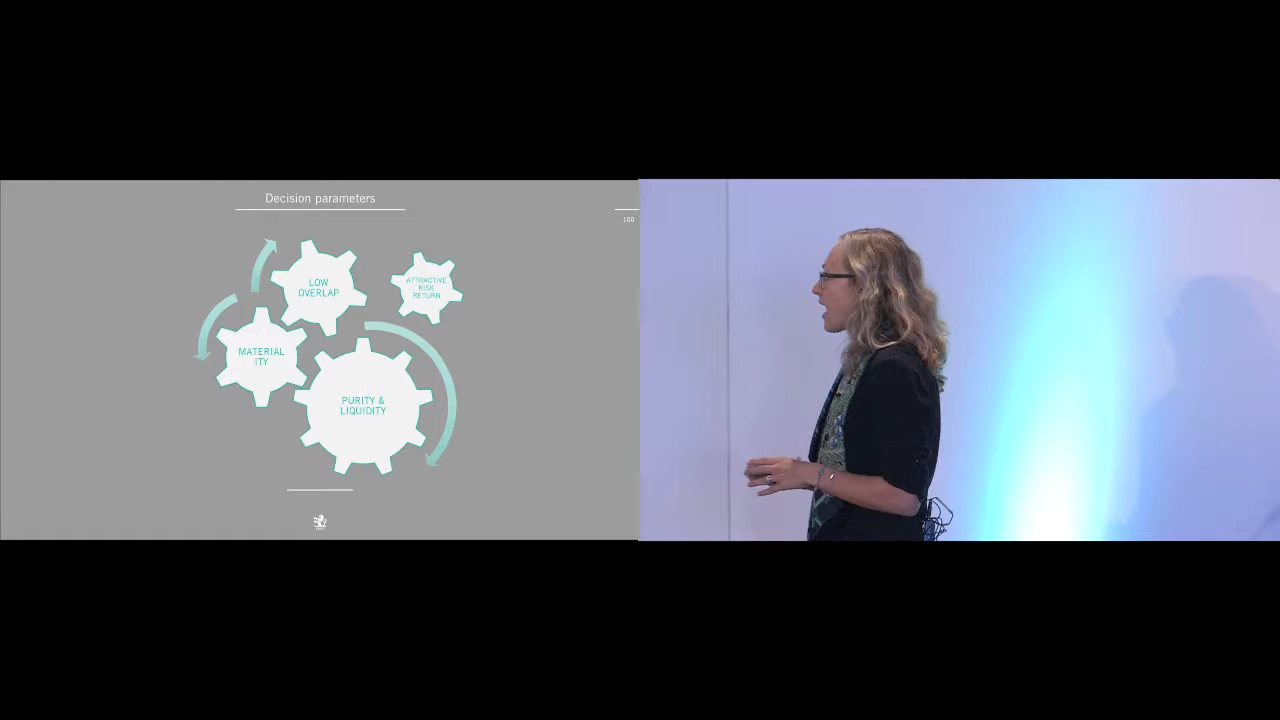 Decision parameters
100
LOW
OVERLAP
ATTRACTIVE
RISK
RETURN
MATERIAL
ITY
PURITY &
LIQUIDITY